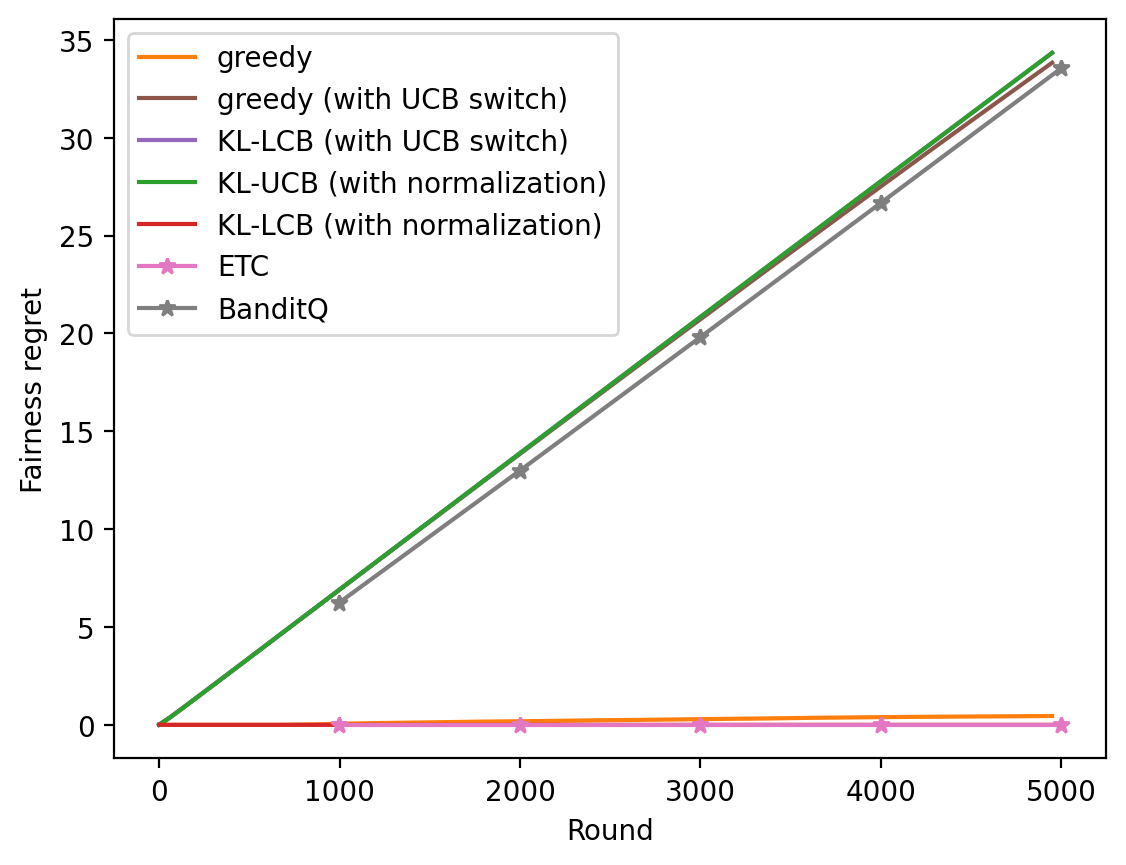 greedy
greedy (with UCB switch)
KL-LCB (with UCB switch)
KL-UCB (with normalization)
KL-LCB (with normalization)
ETC
BanditQ
Fairness regret
35
30
25
20
15
10
5
0
0 1000 2000 3000 4000 5000
Round